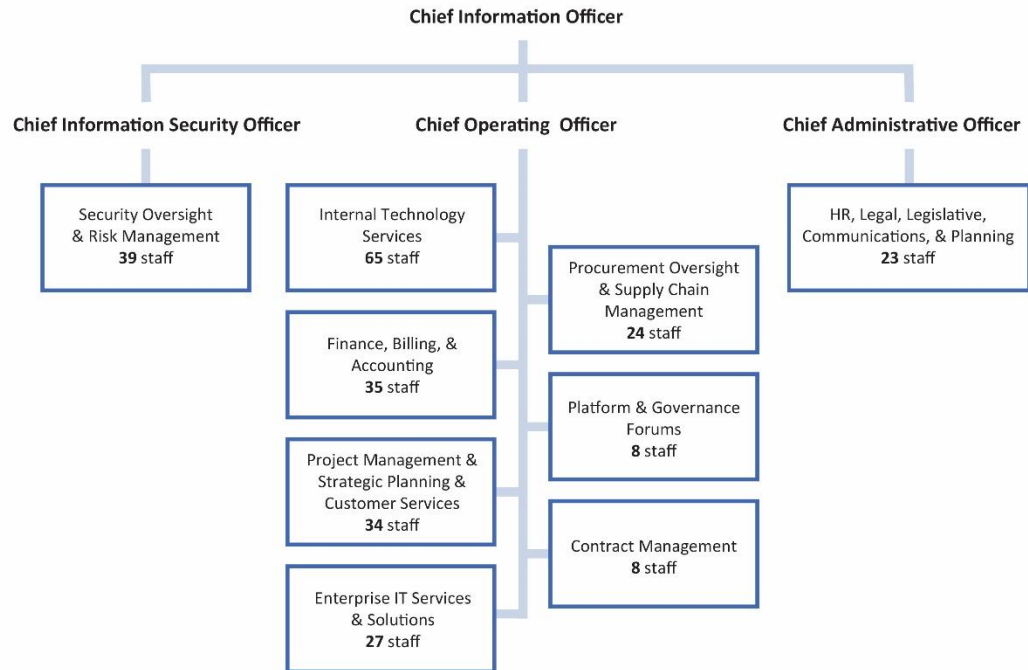 Chief Information Officer
Chief Information Security Officer
Chief Operating Officer
Chief Administrative Officer
Security Oversight
& Risk Management
39 staff
Internal Technology
Services
65 staff
Finance, Billing, &
Accounting
35 staff
Project Management &
Strategic Planning &
Customer Services
34 staff
Enterprise IT Services
& Solutions
27 staff
Procurement Oversight
& Supply Chain
Management
24 staff
Platform & Governance
Forums
8 staff
Contract Management
8 staff
HR, Legal, Legislative,
Communications, & Planning
23 staff